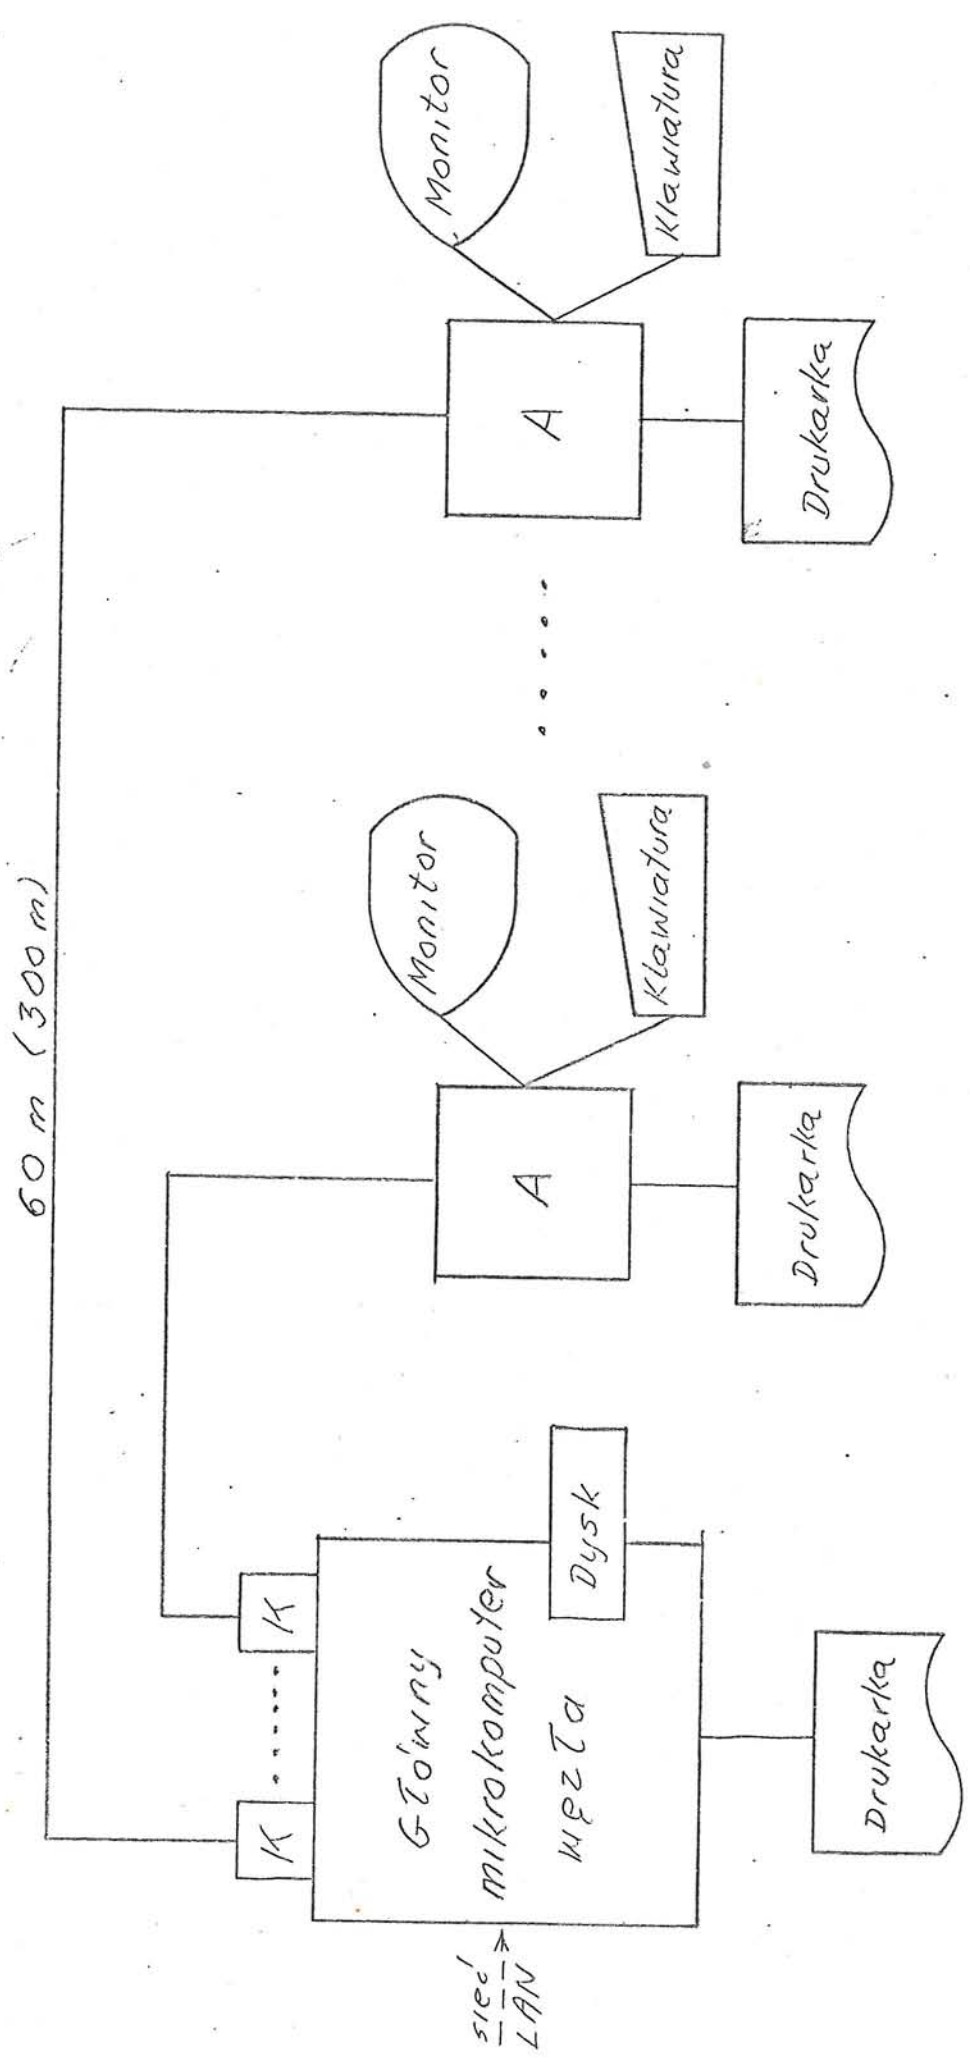 60 m (300 m)
K
K
Główny
mikrokomputer
węzła
Dysk
sieć
LAN
Drukarka
A
Monitor
Klawiatura
Drukarka
A
Monitor
Klawiatura
Drukarka